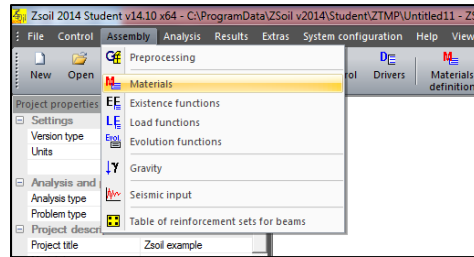 Zsoil 2014 Student v14.10 x64 - C:\ProgramData\ZSoil v2014\Student\ZTMP\Untitled11 - Z
File Control Assembly Analysis Results Extras System configuration Help View
New Open Drivers Materials definition
Preprocessing
Materials
Existence functions
Load functions
Evolution functions
Gravity
Seismic input
Table of reinforcement sets for beams
Project properties
Settings
Version type
Units
Analysis and
Analysis type
Problem type
Project descri
Project title Zsoil example